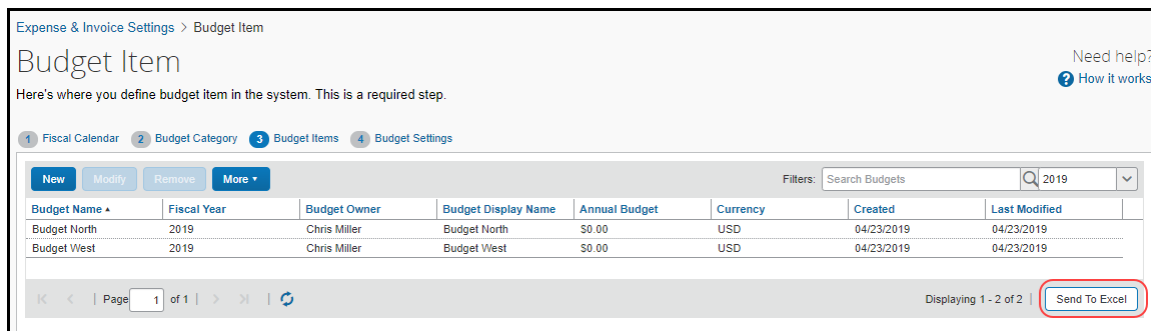 Expense & Invoice Settings > Budget Item
Budget Item
Need help?
? How it works
Here's where you define budget item in the system. This is a required step.
1 Fiscal Calendar 2 Budget Category 3 Budget Items 4 Budget Settings
New Modify Remove More Filters: Search Budgets 2019
Budget Name Fiscal Year Budget Owner Budget Display Name Annual Budget Currency Created Last Modified
Budget North 2019 Chris Miller Budget North $0.00 USD 04/23/2019 04/23/2019
Budget West 2019 Chris Miller Budget West $0.00 USD 04/23/2019 04/23/2019
Page 1 of 1 Displaying 1 - 2 of 2 Send To Excel